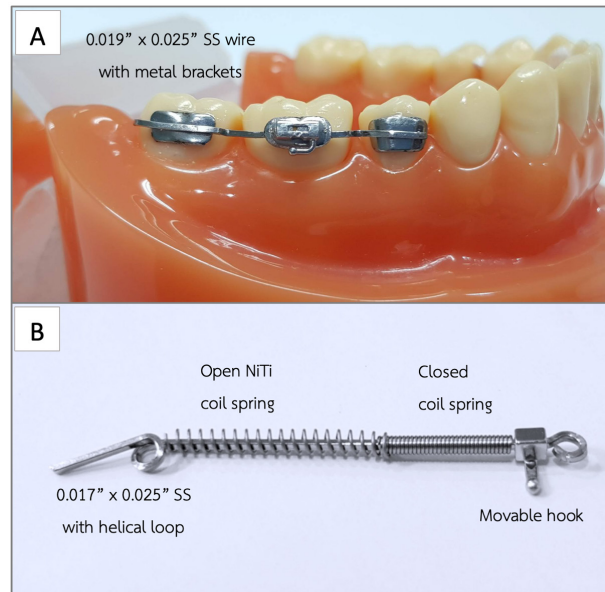 A
0.019” x 0.025” SS wire
with metal brackets
B
Open NiTi
coil spring
Closed
coil spring
0.017” x 0.025” SS
with helical loop
Movable hook